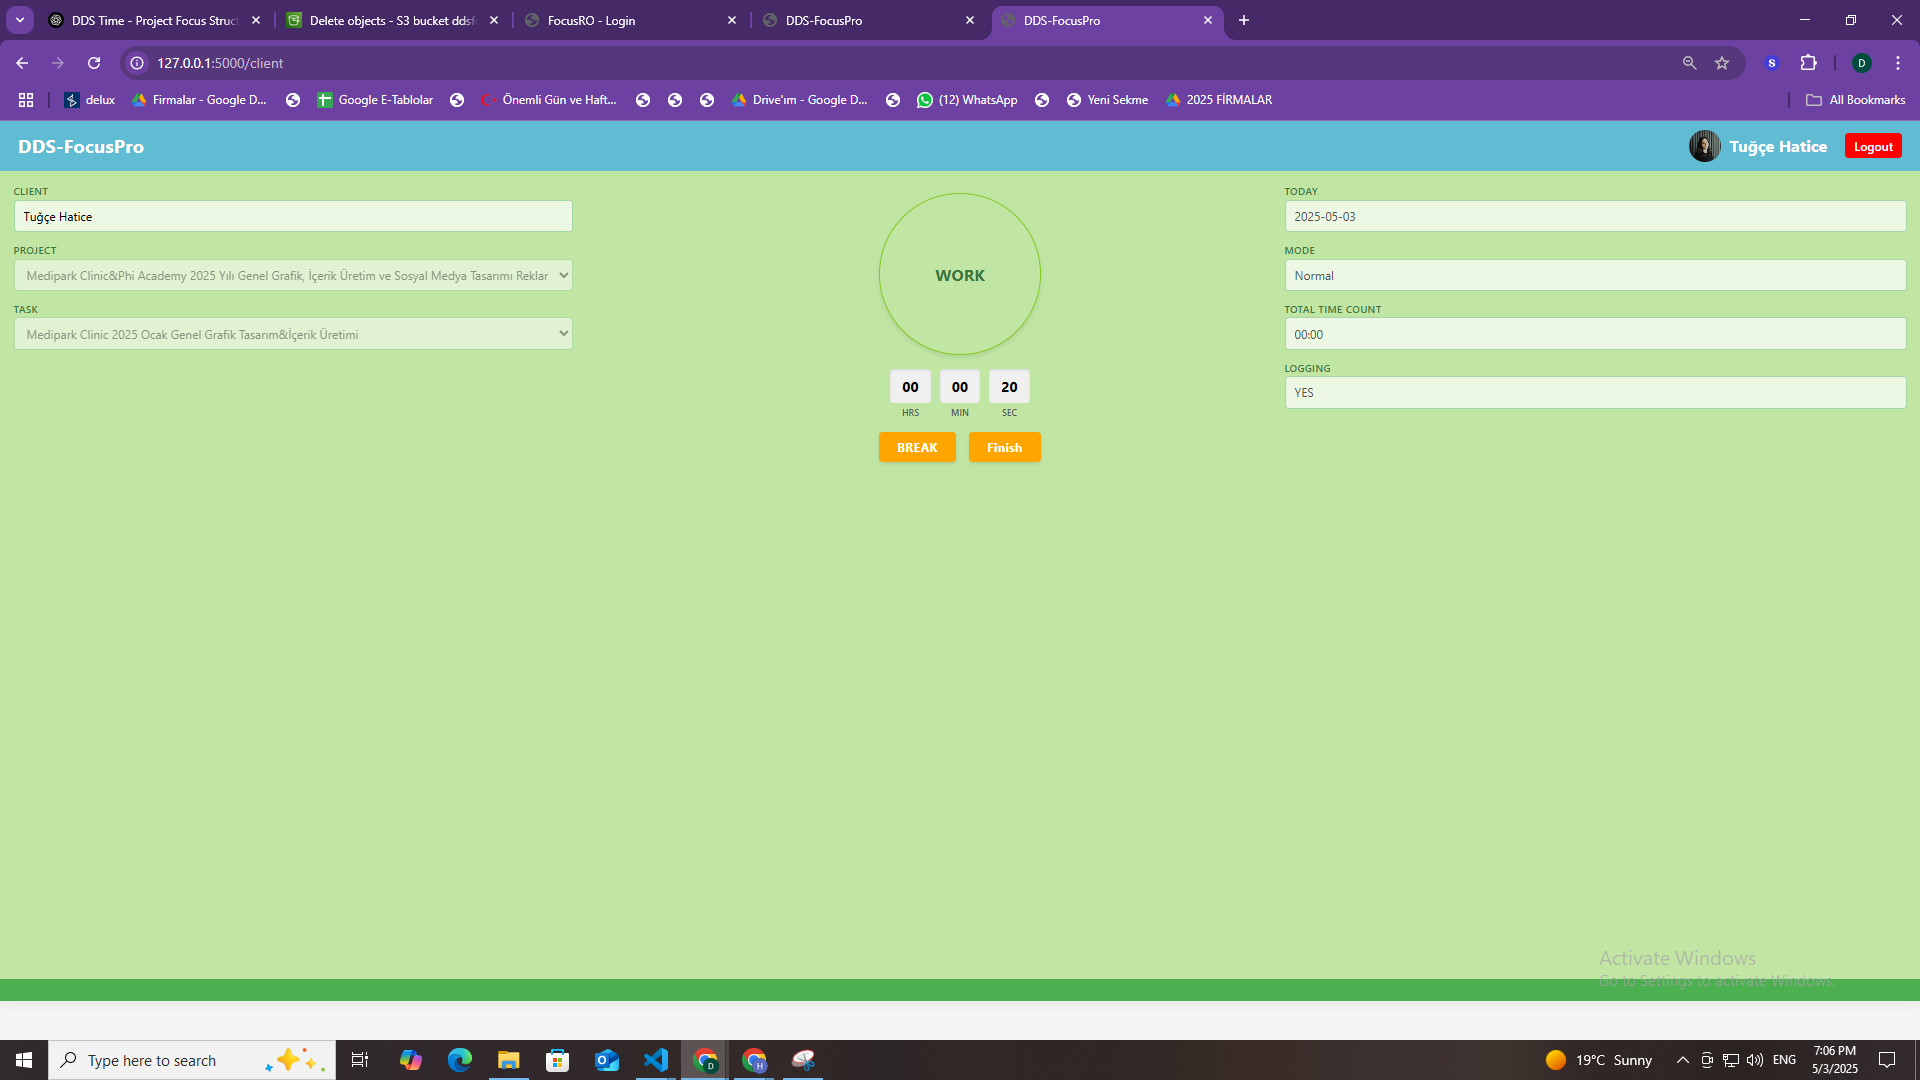 DDS Time - Project Focus Struct
Delete objects - S3 bucket ddsf
FocusRO - Login
DDS-FocusPro
DDS-FocusPro
127.0.0.1:5000/client
S
D
delux
Firmalar - Google D...
Google E-Tablolar
Önemli Gün ve Haft...
Drive'ım - Google D...
(12) WhatsApp
Yeni Sekme
2025 FİRMALAR
All Bookmarks
DDS-FocusPro
Tuğçe Hatice
Logout
CLIENT
Tuğçe Hatice
PROJECT
Medipark Clinic&Phi Academy 2025 Yılı Genel Grafik, İçerik Üretim ve Sosyal Medya Tasarımı Reklar
TASK
Medipark Clinic 2025 Ocak Genel Grafik Tasarım&İçerik Üretimi
WORK
00 00 20
HRS MIN SEC
BREAK Finish
TODAY
2025-05-03
MODE
Normal
TOTAL TIME COUNT
00:00
LOGGING
YES
Activate Windows
Go to Settings to activate Windows.
Type here to search
D
H
19°C Sunny
ENG
7:06 PM
5/3/2025